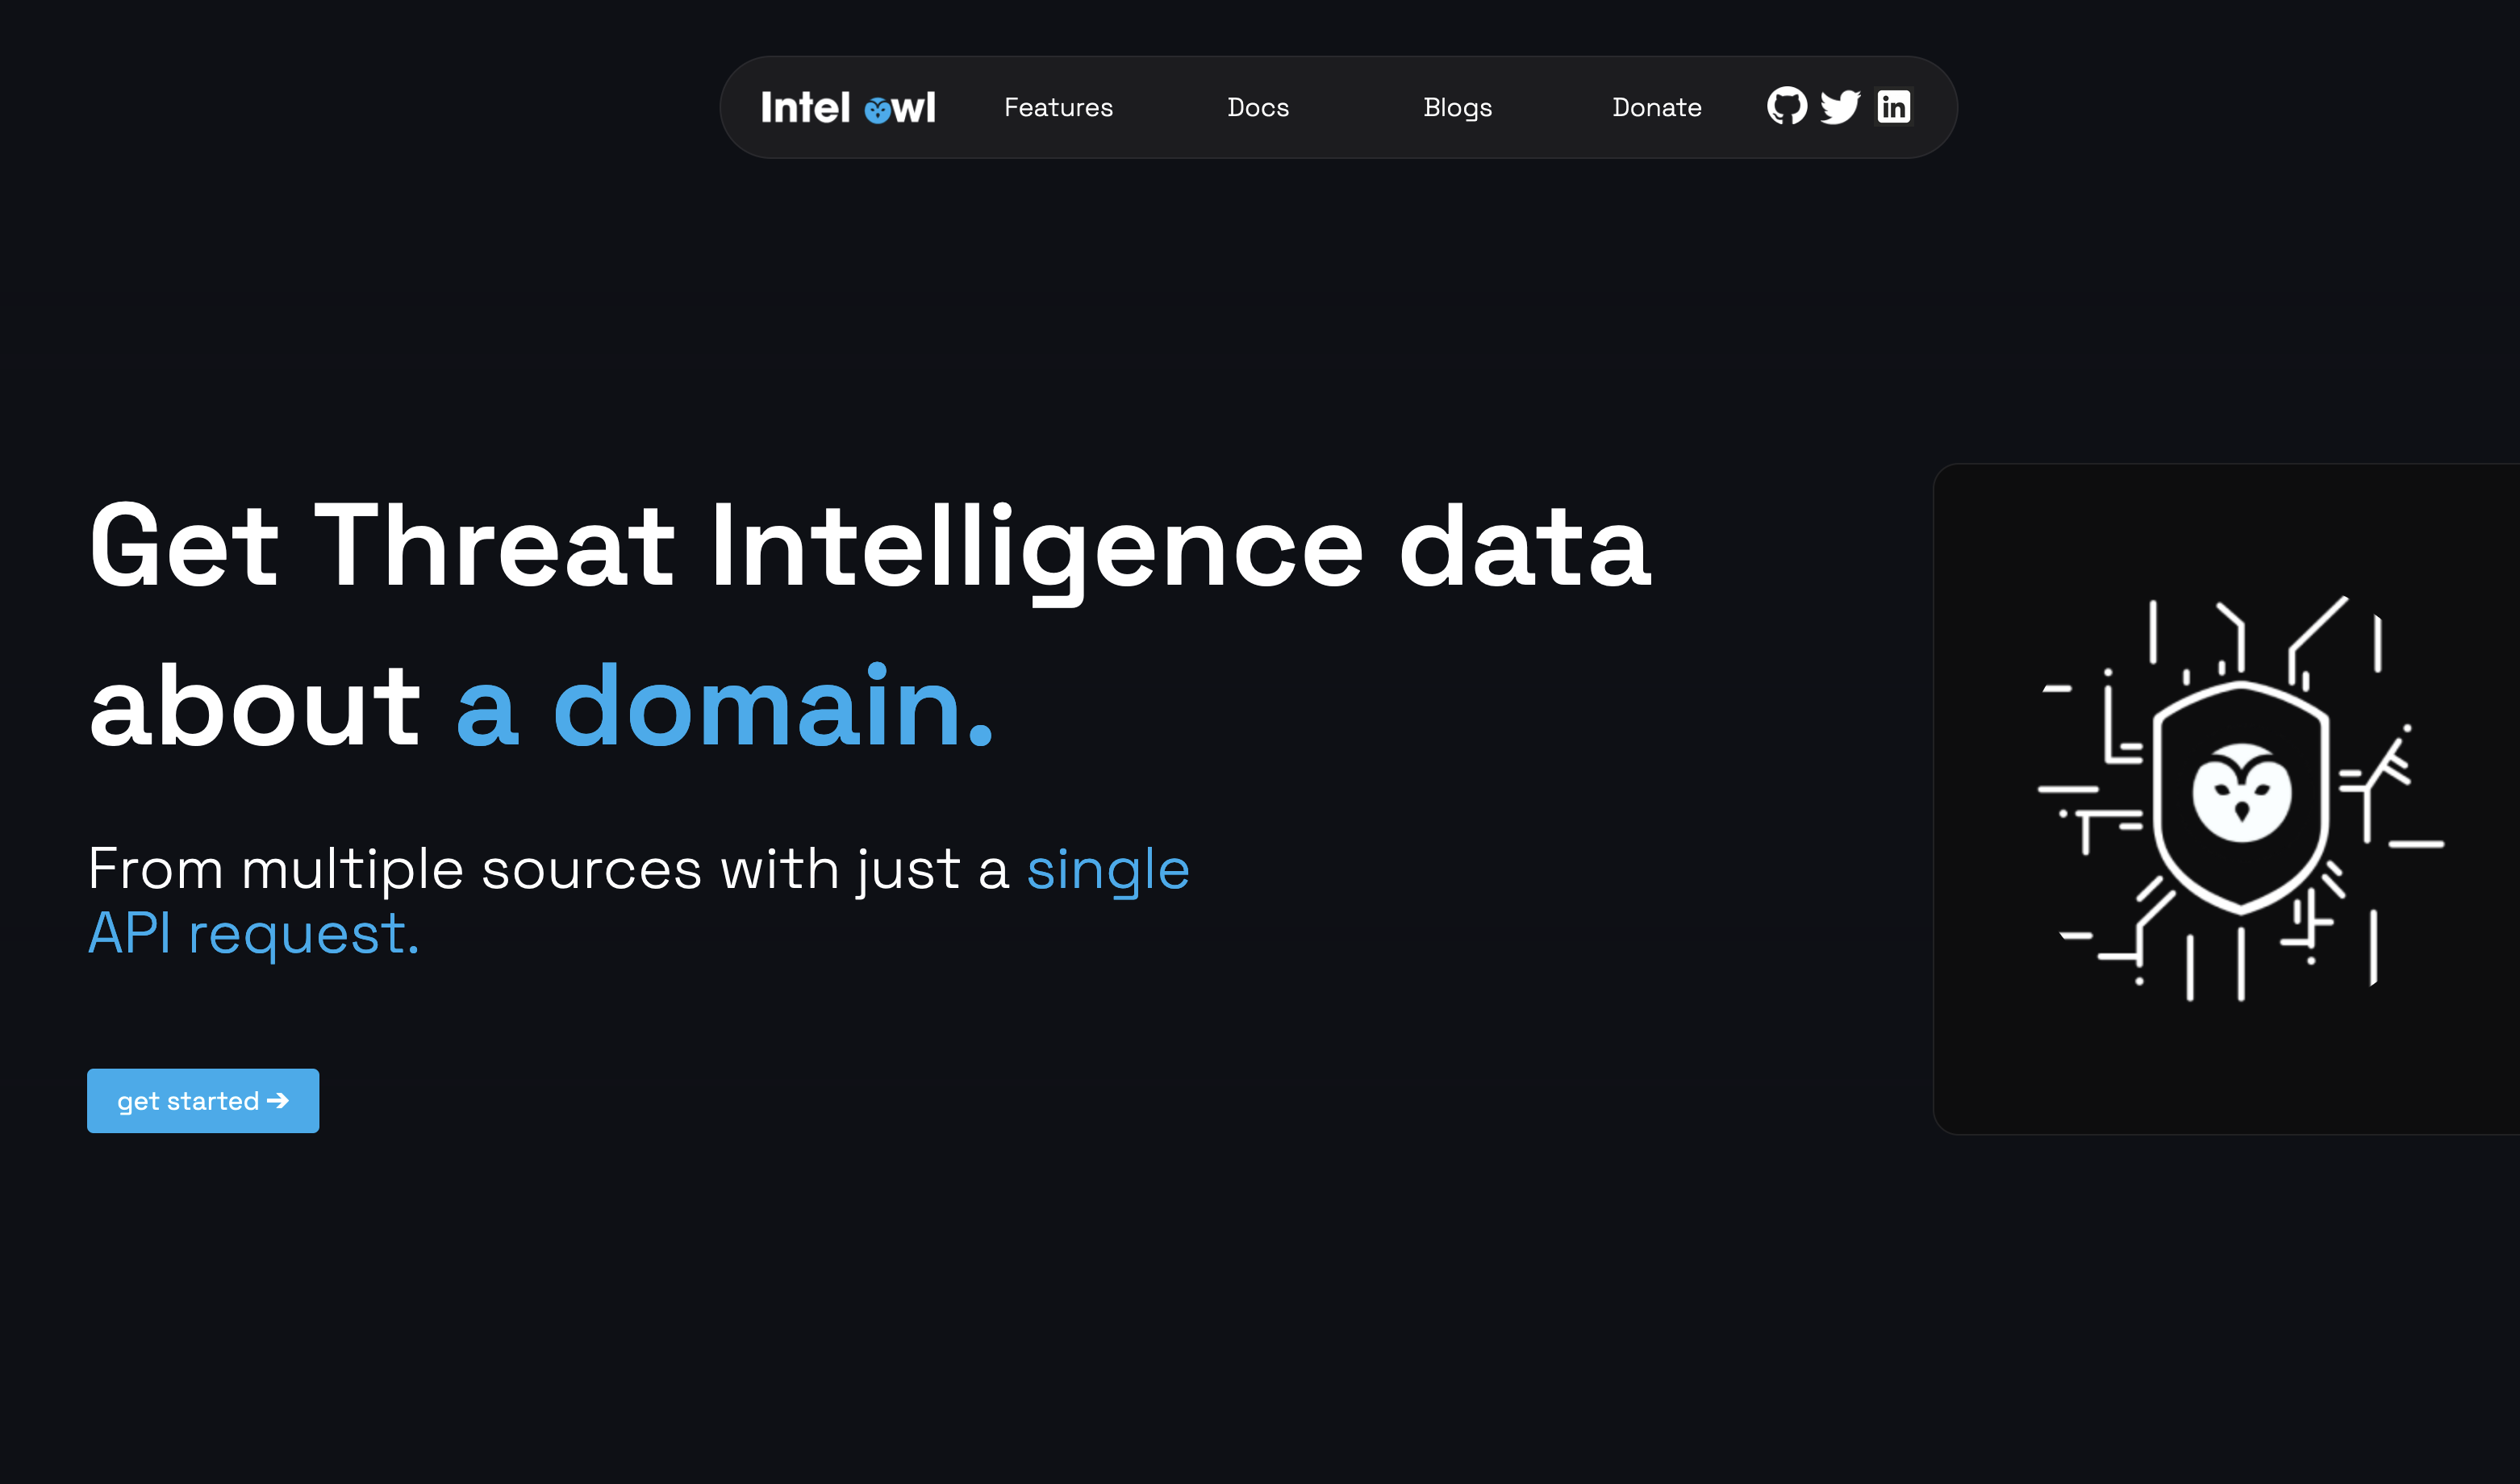 Intel Owl Features Docs Blogs Donate in
Get Threat Intelligence data
about a domain.
From multiple sources with just a single
API request.
get started ➔